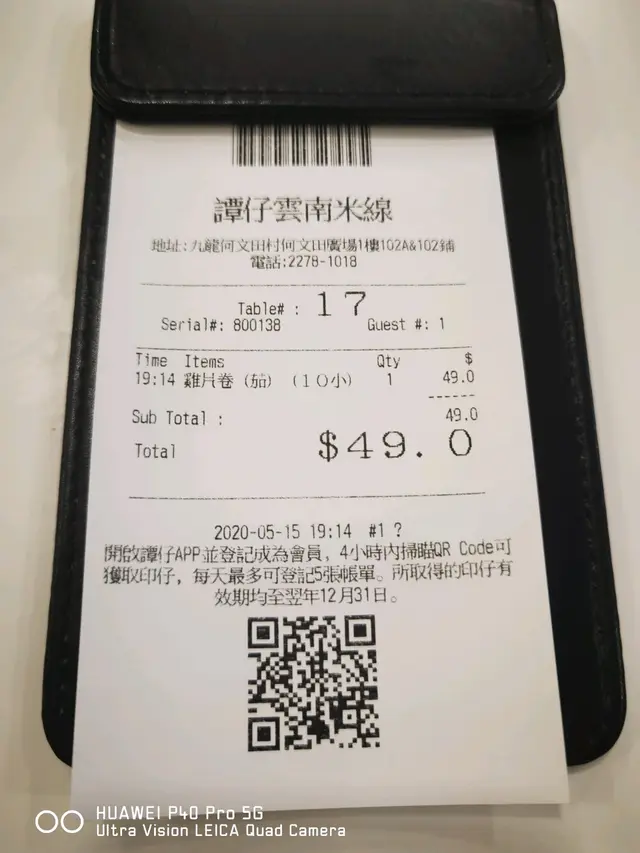 譚仔雲南米線
地址:九龍何文田村何文田廣場1樓102A&102鋪
電話:2278-1018
Table# : 17
Serial#: 800138 Guest #: 1
Time Items Qty $
19:14 雞片卷 (茄) (10小) 1 49.0
------
Sub Total : 49.0
Total $49.0
2020-05-15 19:14 #1 ?
開啟譚仔APP並登記成為會員, 4小時內掃瞄QR Code可
獲取印仔, 每天最多可登記5張帳單。所取得的印仔有
效期均至翌年12月31日。
HUAWEI P40 Pro 5G
Ultra Vision LEICA Quad Camera